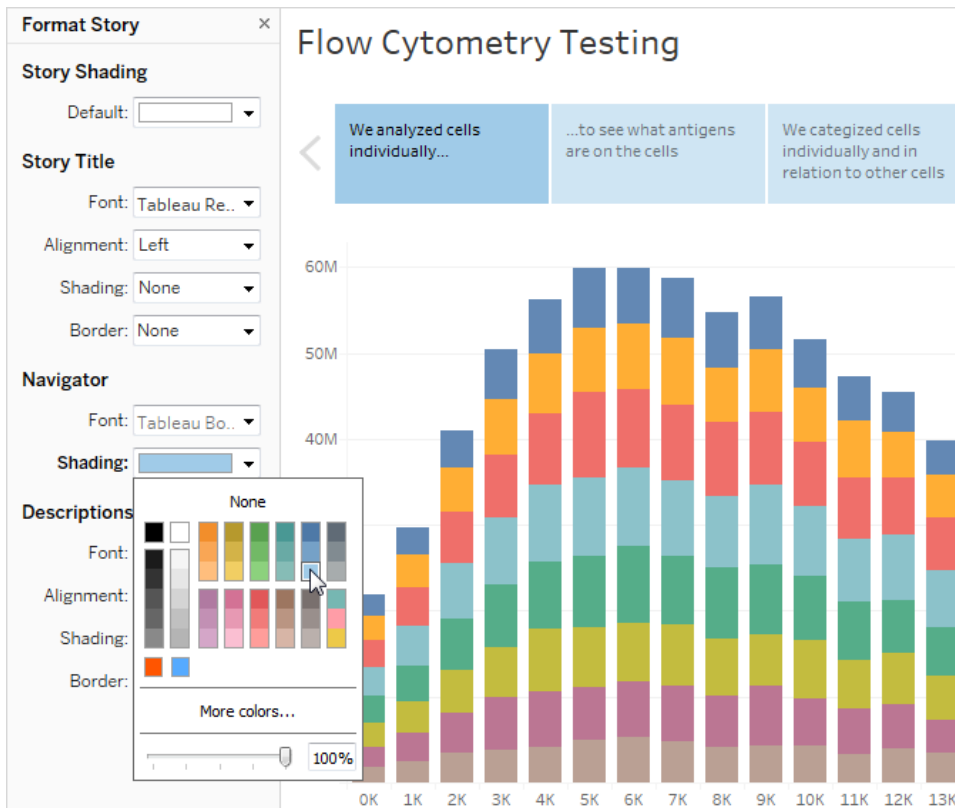 Format Story ×
Story Shading
Default:
Story Title
Font: Tableau Re..
Alignment: Left
Shading: None
Border: None
Navigator
Font: Tableau Bo..
Shading:
None
Descriptions
Font:
Alignment:
Shading:
Border:
More colors...
100%
Flow Cytometry Testing
We analyzed cells
individually...
...to see what antigens
are on the cells
We categized cells
individually and in
relation to other cells
60M
50M
40M
0K 1K 2K 3K 4K 5K 6K 7K 8K 9K 10K 11K 12K 13K